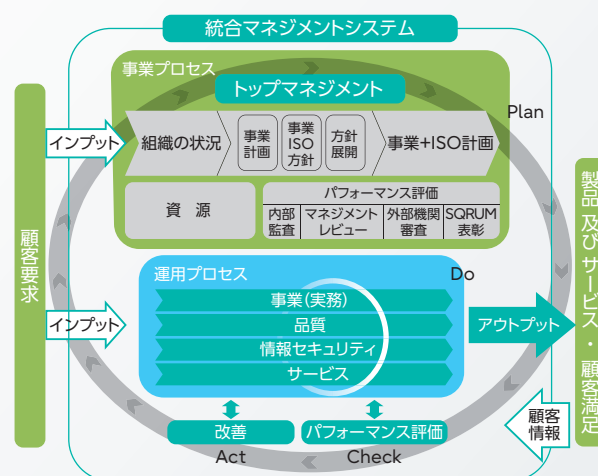 統合マネジメントシステム
事業プロセス
トップマネジメント
Plan
インプット
組織の状況
事業
計画
事業
ISO
方針
方針
展開
事業+ISO計画
資 源
パフォーマンス評価
内部
監査
マネジメント
レビュー
外部機関
審査
SQRUM
表彰
顧客要求
製品 及び サービス・顧客満足
運用プロセス
Do
事業(実務)
品質
情報セキュリティ
サービス
インプット
アウトプット
改善
パフォーマンス評価
顧客
情報
Act
Check